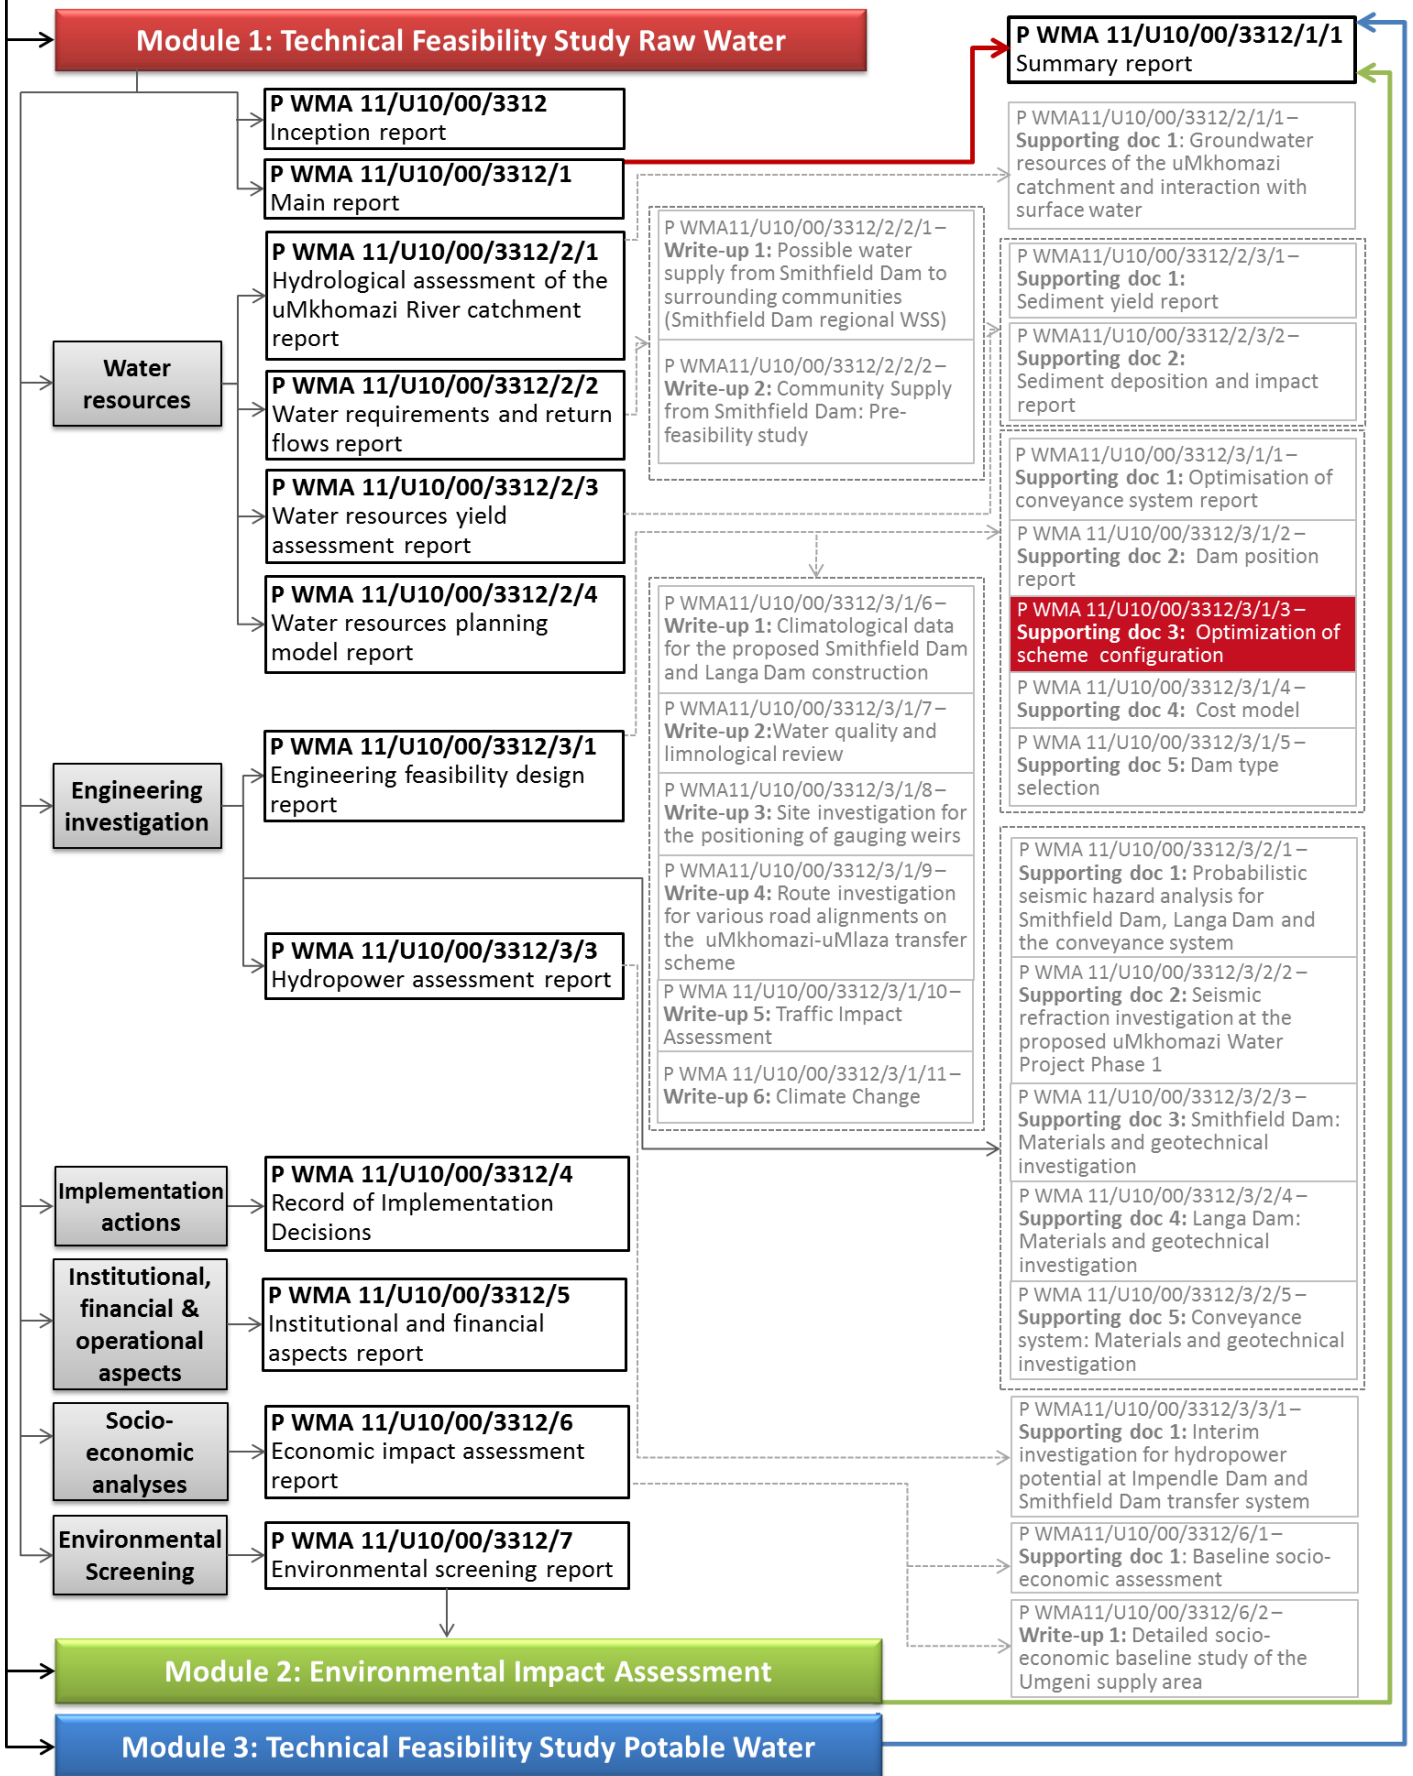 Module 1: Technical Feasibility Study Raw Water
P WMA 11/U10/00/3312/1/1
Summary report
P WMA 11/U10/00/3312
Inception report
P WMA 11/U10/00/3312/1
Main report
Water
resources
P WMA 11/U10/00/3312/2/1
Hydrological assessment of the
uMkhomazi River catchment
report
P WMA 11/U10/00/3312/2/2
Water requirements and return
flows report
P WMA 11/U10/00/3312/2/3
Water resources yield
assessment report
P WMA 11/U10/00/3312/2/4
Water resources planning
model report
P WMA11/U10/00/3312/2/2/1–
Write-up 1: Possible water
supply from Smithfield Dam to
surrounding communities
(Smithfield Dam regional WSS)
P WMA11/U10/00/3312/2/2/2–
Write-up 2: Community Supply
from Smithfield Dam: Pre-
feasibility study
P WMA11/U10/00/3312/2/1/1–
Supporting doc 1: Groundwater
resources of the uMkhomazi
catchment and interaction with
surface water
P WMA11/U10/00/3312/2/3/1–
Supporting doc 1:
Sediment yield report
P WMA11/U10/00/3312/2/3/2–
Supporting doc 2:
Sediment deposition and impact
report
Engineering
investigation
P WMA 11/U10/00/3312/3/1
Engineering feasibility design
report
P WMA 11/U10/00/3312/3/3
Hydropower assessment report
P WMA11/U10/00/3312/3/1/6–
Write-up 1: Climatological data
for the proposed Smithfield Dam
and Langa Dam construction
P WMA11/U10/00/3312/3/1/7–
Write-up 2:Water quality and
limnological review
P WMA11/U10/00/3312/3/1/8–
Write-up 3: Site investigation for
the positioning of gauging weirs
P WMA11/U10/00/3312/3/1/9–
Write-up 4: Route investigation
for various road alignments on
the uMkhomazi-uMlaza transfer
scheme
P WMA 11/U10/00/3312/3/1/10–
Write-up 5: Traffic Impact
Assessment
P WMA 11/U10/00/3312/3/1/11–
Write-up 6: Climate Change
P WMA11/U10/00/3312/3/1/1–
Supporting doc 1: Optimisation of
conveyance system report
P WMA 11/U10/00/3312/3/1/2–
Supporting doc 2: Dam position
report
P WMA 11/U10/00/3312/3/1/3–
Supporting doc 3: Optimization of
scheme configuration
P WMA 11/U10/00/3312/3/1/4–
Supporting doc 4: Cost model
P WMA 11/U10/00/3312/3/1/5–
Supporting doc 5: Dam type
selection
P WMA 11/U10/00/3312/3/2/1–
Supporting doc 1: Probabilistic
seismic hazard analysis for
Smithfield Dam, Langa Dam and
the conveyance system
P WMA 11/U10/00/3312/3/2/2–
Supporting doc 2: Seismic
refraction investigation at the
proposed uMkhomazi Water
Project Phase 1
P WMA 11/U10/00/3312/3/2/3–
Supporting doc 3: Smithfield Dam:
Materials and geotechnical
investigation
P WMA 11/U10/00/3312/3/2/4–
Supporting doc 4: Langa Dam:
Materials and geotechnical
investigation
P WMA 11/U10/00/3312/3/2/5–
Supporting doc 5: Conveyance
system: Materials and geotechnical
investigation
P WMA11/U10/00/3312/3/3/1–
Supporting doc 1: Interim
investigation for hydropower
potential at Impendle Dam and
Smithfield Dam transfer system
Implementation
actions
P WMA 11/U10/00/3312/4
Record of Implementation
Decisions
Institutional,
financial &
operational
aspects
P WMA 11/U10/00/3312/5
Institutional and financial
aspects report
Socio-
economic
analyses
P WMA 11/U10/00/3312/6
Economic impact assessment
report
P WMA11/U10/00/3312/6/1–
Supporting doc 1: Baseline socio-
economic assessment
P WMA11/U10/00/3312/6/2–
Write-up 1: Detailed socio-
economic baseline study of the
Umgeni supply area
Environmental
Screening
P WMA 11/U10/00/3312/7
Environmental screening report
Module 2: Environmental Impact Assessment
Module 3: Technical Feasibility Study Potable Water